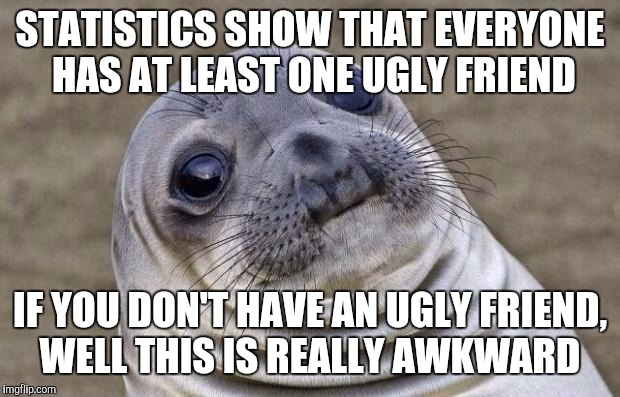 STATISTICS SHOW THAT EVERYONE
HAS AT LEAST ONE UGLY FRIEND
IF YOU DON'T HAVE AN UGLY FRIEND,
WELL THIS IS REALLY AWKWARD
imgflip.com